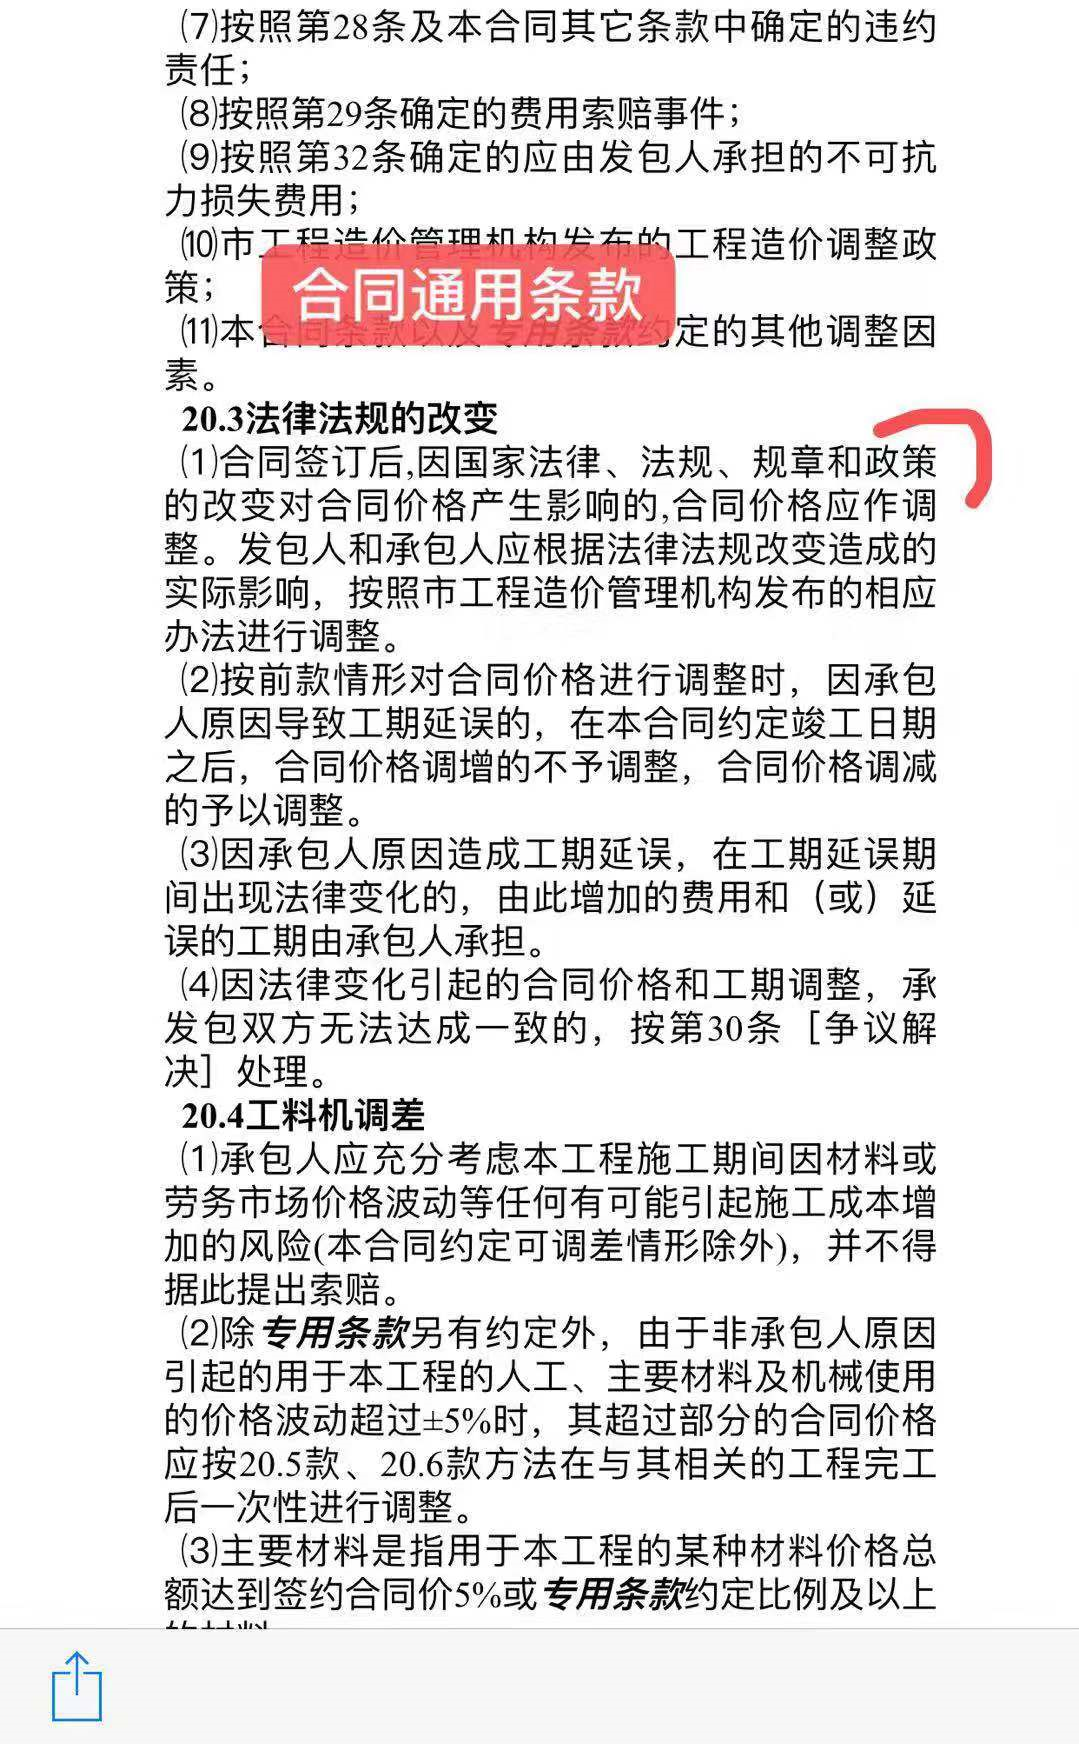 ⑺按照第28条及本合同其它条款中确定的违约
责任；
⑻按照第29条确定的费用索赔事件；
⑼按照第32条确定的应由发包人承担的不可抗
力损失费用；
⑽市工程造价管理机构发布的工程造价调整政
策；
合同通用条款
⑾本合同条款以及专用条款约定的其他调整因
素。
20.3法律法规的改变
⑴合同签订后,因国家法律、法规、规章和政策
的改变对合同价格产生影响的,合同价格应作调
整。发包人和承包人应根据法律法规改变造成的
实际影响，按照市工程造价管理机构发布的相应
办法进行调整。
⑵按前款情形对合同价格进行调整时，因承包
人原因导致工期延误的，在本合同约定竣工日期
之后，合同价格调增的不予调整，合同价格调减
的予以调整。
⑶因承包人原因造成工期延误，在工期延误期
间出现法律变化的，由此增加的费用和（或）延
误的工期由承包人承担。
⑷因法律变化引起的合同价格和工期调整，承
发包双方无法达成一致的，按第30条［争议解
决］处理。
20.4工料机调差
⑴承包人应充分考虑本工程施工期间因材料或
劳务市场价格波动等任何有可能引起施工成本增
加的风险(本合同约定可调差情形除外)，并不得
据此提出索赔。
⑵除专用条款另有约定外，由于非承包人原因
引起的用于本工程的人工、主要材料及机械使用
的价格波动超过±5%时，其超过部分的合同价格
应按20.5款、20.6款方法在与其相关的工程完工
后一次性进行调整。
⑶主要材料是指用于本工程的某种材料价格总
额达到签约合同价5%或专用条款约定比例及以上
的材料